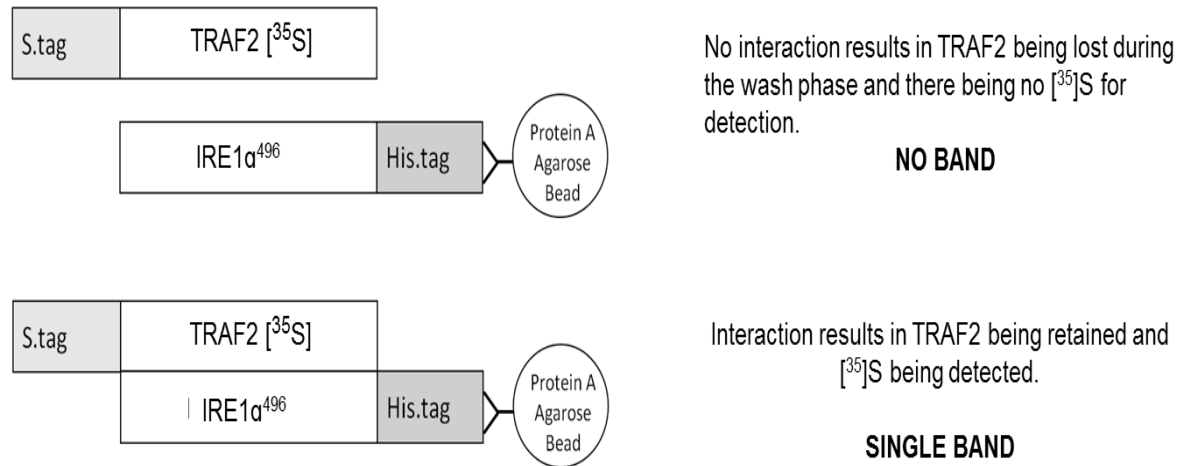 S.tag
TRAF2 [³⁵S]
IRE1α⁴⁹⁶
His.tag
Protein A
Agarose
Bead
No interaction results in TRAF2 being lost during
the wash phase and there being no [³⁵]S for
detection.
NO BAND
S.tag
TRAF2 [³⁵S]
IRE1α⁴⁹⁶
His.tag
Protein A
Agarose
Bead
Interaction results in TRAF2 being retained and
[³⁵]S being detected.
SINGLE BAND